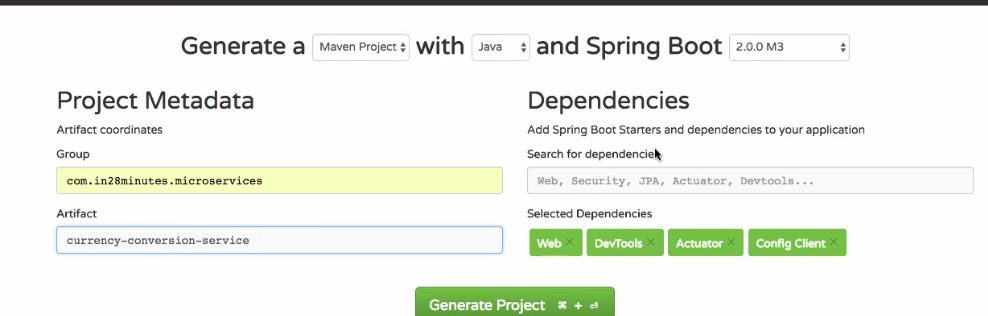 Generate a Maven Project with Java and Spring Boot 2.0.0 M3
Project Metadata
Artifact coordinates
Group
com.in28minutes.microservices
Artifact
currency-conversion-service
Dependencies
Add Spring Boot Starters and dependencies to your application
Search for dependencies
Web, Security, JPA, Actuator, Devtools...
Selected Dependencies
Web × DevTools × Actuator × Config Client ×
Generate Project ⌘ + ⏎